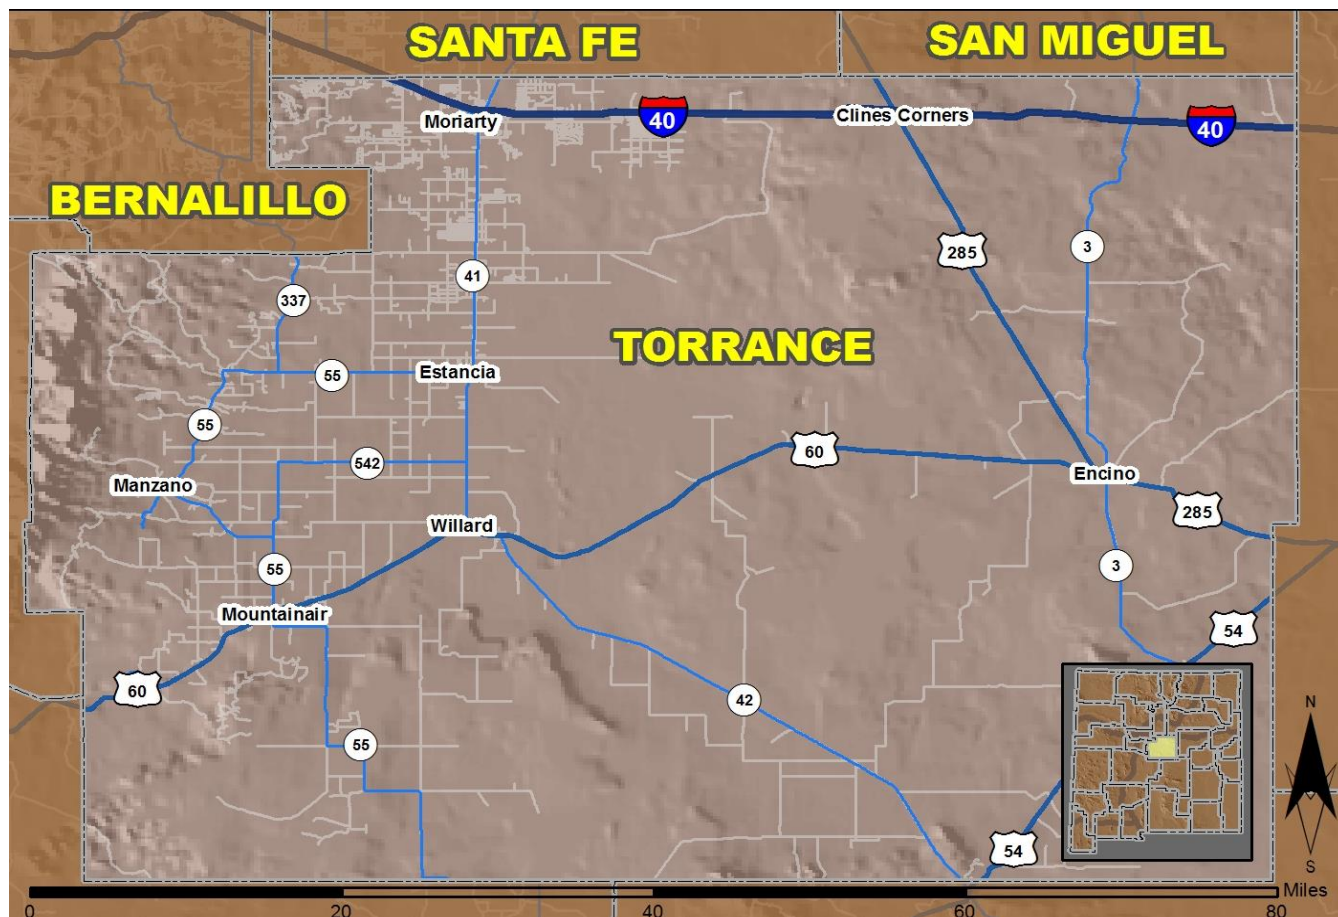 SANTA FE
SAN MIGUEL
40
Moriarty
Clines Corners
40
BERNALILLO
3
285
41
337
TORRANCE
55
Estancia
55
60
542
Manzano
Encino
Willard
285
55
3
Mountainair
54
60
42
N
55
54
S
Miles
0
20
40
60
80